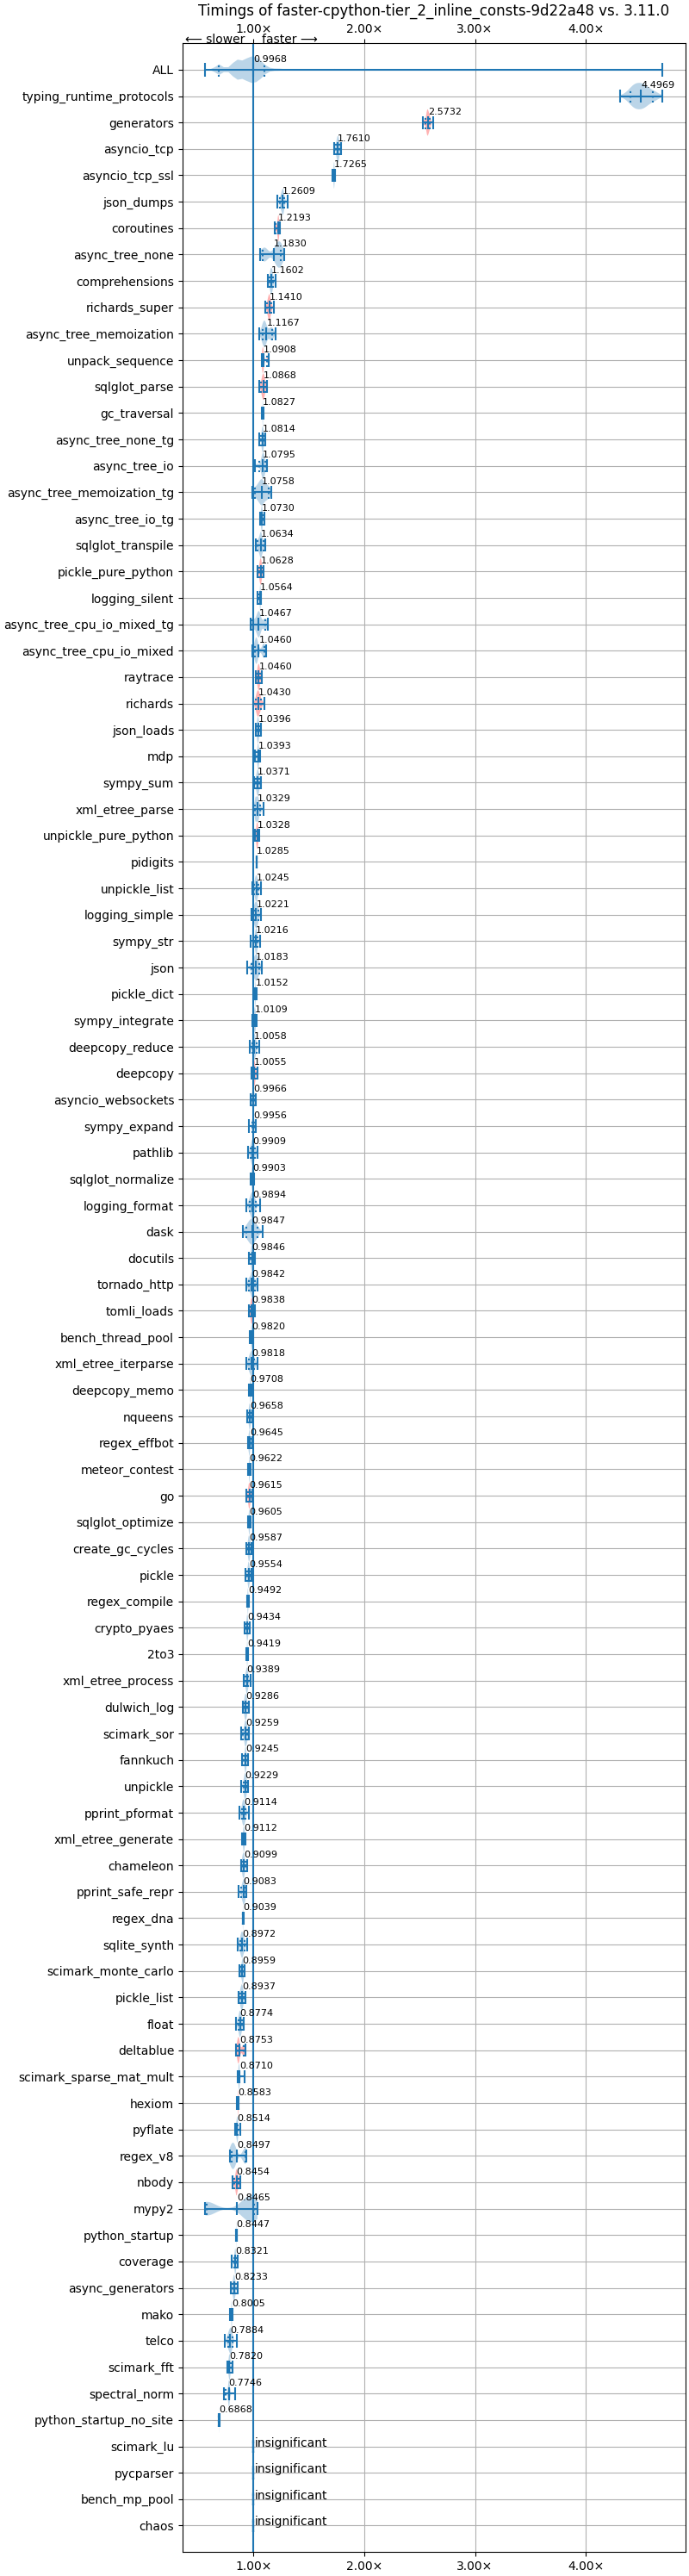 Timings of faster-cpython-tier_2_inline_consts-9d22a48 vs. 3.11.0
1.00× 2.00× 3.00× 4.00×
⟵ slower faster ⟶
ALL 0.9968
typing_runtime_protocols 4.4969
generators 2.5732
asyncio_tcp 1.7610
asyncio_tcp_ssl 1.7265
json_dumps 1.2609
coroutines 1.2193
async_tree_none 1.1830
comprehensions 1.1602
richards_super 1.1410
async_tree_memoization 1.1167
unpack_sequence 1.0908
sqlglot_parse 1.0868
gc_traversal 1.0827
async_tree_none_tg 1.0814
async_tree_io 1.0795
async_tree_memoization_tg 1.0758
async_tree_io_tg 1.0730
sqlglot_transpile 1.0634
pickle_pure_python 1.0628
logging_silent 1.0564
async_tree_cpu_io_mixed_tg 1.0467
async_tree_cpu_io_mixed 1.0460
raytrace 1.0460
richards 1.0430
json_loads 1.0396
mdp 1.0393
sympy_sum 1.0371
xml_etree_parse 1.0329
unpickle_pure_python 1.0328
pidigits 1.0285
unpickle_list 1.0245
logging_simple 1.0221
sympy_str 1.0216
json 1.0183
pickle_dict 1.0152
sympy_integrate 1.0109
deepcopy_reduce 1.0058
deepcopy 1.0055
asyncio_websockets 0.9966
sympy_expand 0.9956
pathlib 0.9909
sqlglot_normalize 0.9903
logging_format 0.9894
dask 0.9847
docutils 0.9846
tornado_http 0.9842
tomli_loads 0.9838
bench_thread_pool 0.9820
xml_etree_iterparse 0.9818
deepcopy_memo 0.9708
nqueens 0.9658
regex_effbot 0.9645
meteor_contest 0.9622
go 0.9615
sqlglot_optimize 0.9605
create_gc_cycles 0.9587
pickle 0.9554
regex_compile 0.9492
crypto_pyaes 0.9434
2to3 0.9419
xml_etree_process 0.9389
dulwich_log 0.9286
scimark_sor 0.9259
fannkuch 0.9245
unpickle 0.9229
pprint_pformat 0.9114
xml_etree_generate 0.9112
chameleon 0.9099
pprint_safe_repr 0.9083
regex_dna 0.9039
sqlite_synth 0.8972
scimark_monte_carlo 0.8959
pickle_list 0.8937
float 0.8774
deltablue 0.8753
scimark_sparse_mat_mult 0.8710
hexiom 0.8583
pyflate 0.8514
regex_v8 0.8497
nbody 0.8454
mypy2 0.8465
python_startup 0.8447
coverage 0.8321
async_generators 0.8233
mako 0.8005
telco 0.7884
scimark_fft 0.7820
spectral_norm 0.7746
python_startup_no_site 0.6868
scimark_lu insignificant
pycparser insignificant
bench_mp_pool insignificant
chaos insignificant
1.00× 2.00× 3.00× 4.00×